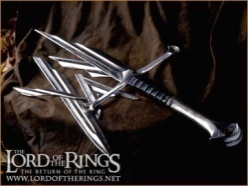 THE
LORD OF THE RINGS
THE RETURN OF THE KING
WWW.LORDOFTHERINGS.NET